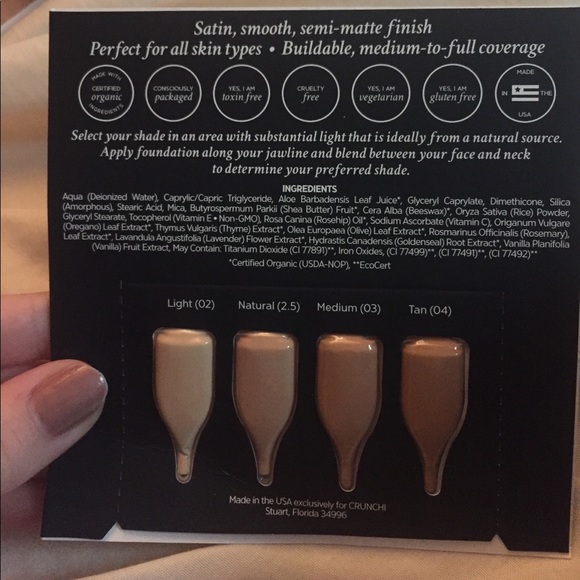 Satin, smooth, semi-matte finish
Perfect for all skin types • Buildable, medium-to-full coverage
MADE WITH CERTIFIED organic INGREDIENTS
CONSCIOUSLY packaged
YES, I AM toxin free
CRUELTY free
YES, I AM vegetarian
YES, I AM gluten free
MADE IN THE USA
Select your shade in an area with substantial light that is ideally from a natural source.
Apply foundation along your jawline and blend between your face and neck
to determine your preferred shade.
INGREDIENTS
Aqua (Deionized Water), Caprylic/Capric Triglyceride, Aloe Barbadensis Leaf Juice*, Glyceryl Caprylate, Dimethicone, Silica
(Amorphous), Stearic Acid, Mica, Butyrospermum Parkii (Shea Butter) Fruit*, Cera Alba (Beeswax)*, Oryza Sativa (Rice) Powder,
Glyceryl Stearate, Tocopherol (Vitamin E • Non-GMO), Rosa Canina (Rosehip) Oil*, Sodium Ascorbate (Vitamin C), Origanum Vulgare
(Oregano) Leaf Extract*, Thymus Vulgaris (Thyme) Extract*, Olea Europaea (Olive) Leaf Extract*, Rosmarinus Officinalis (Rosemary),
Leaf Extract*, Lavandula Angustifolia (Lavender) Flower Extract*, Hydrastis Canadensis (Goldenseal) Root Extract*, Vanilla Planifolia
(Vanilla) Fruit Extract, May Contain: Titanium Dioxide (CI 77891)**, Iron Oxides, (CI 77499)**, (CI 77491)**, (CI 77492)**
*Certified Organic (USDA-NOP), **EcoCert
Light (02) Natural (2.5) Medium (03) Tan (04)
Made in the USA exclusively for CRUNCHI
Stuart, Florida 34996